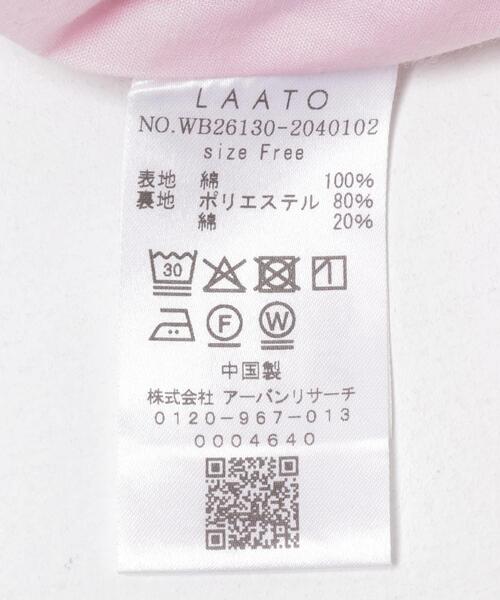 LAATO
NO.WB26130-2040102
size Free
表地 綿 100%
裏地 ポリエステル 80%
綿 20%
30
F W
中国製
株式会社 アーバンリサーチ
0120-967-013
0004640